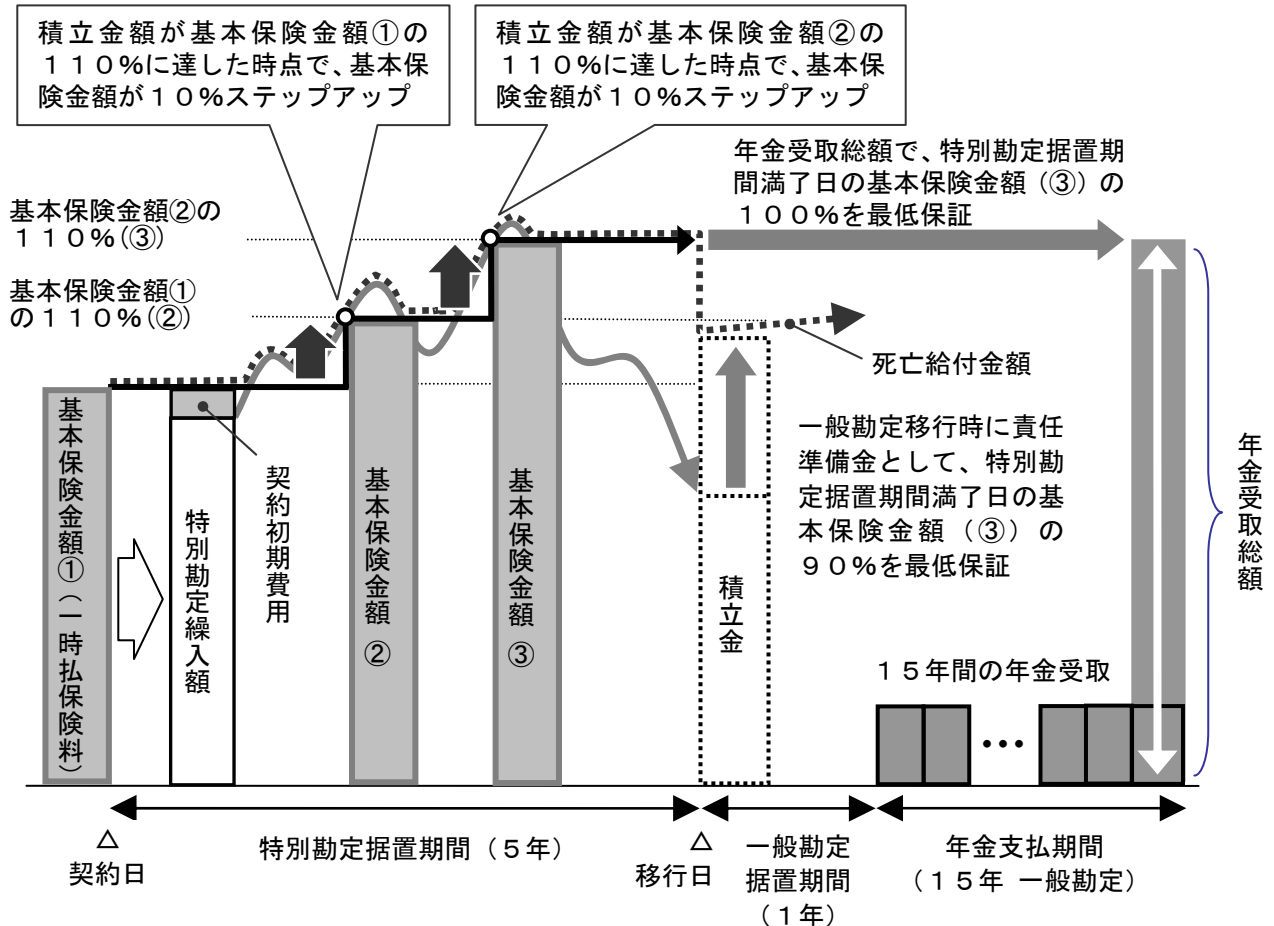 積立金額が基本保険金額①の
１１０%に達した時点で、基本保
険金額が１０%ステップアップ
積立金額が基本保険金額②の
１１０%に達した時点で、基本保
険金額が１０%ステップアップ
年金受取総額で、特別勘定据置期
間満了日の基本保険金額（③）の
１００%を最低保証
基本保険金額②の
１１０%(③)
基本保険金額①
の１１０%(②)
死亡給付金額
一般勘定移行時に責任
準備金として、特別勘
定据置期間満了日の基
本保険金額（③）の
９０%を最低保証
基本保険金額①（一時払保険料）
特別勘定繰入額
契約初期費用
基本保険金額②
基本保険金額③
積立金
年金受取総額
１５年間の年金受取
…
△
契約日
特別勘定据置期間（５年）
△
移行日
一般勘定
据置期間
（１年）
年金支払期間
（１５年 一般勘定）